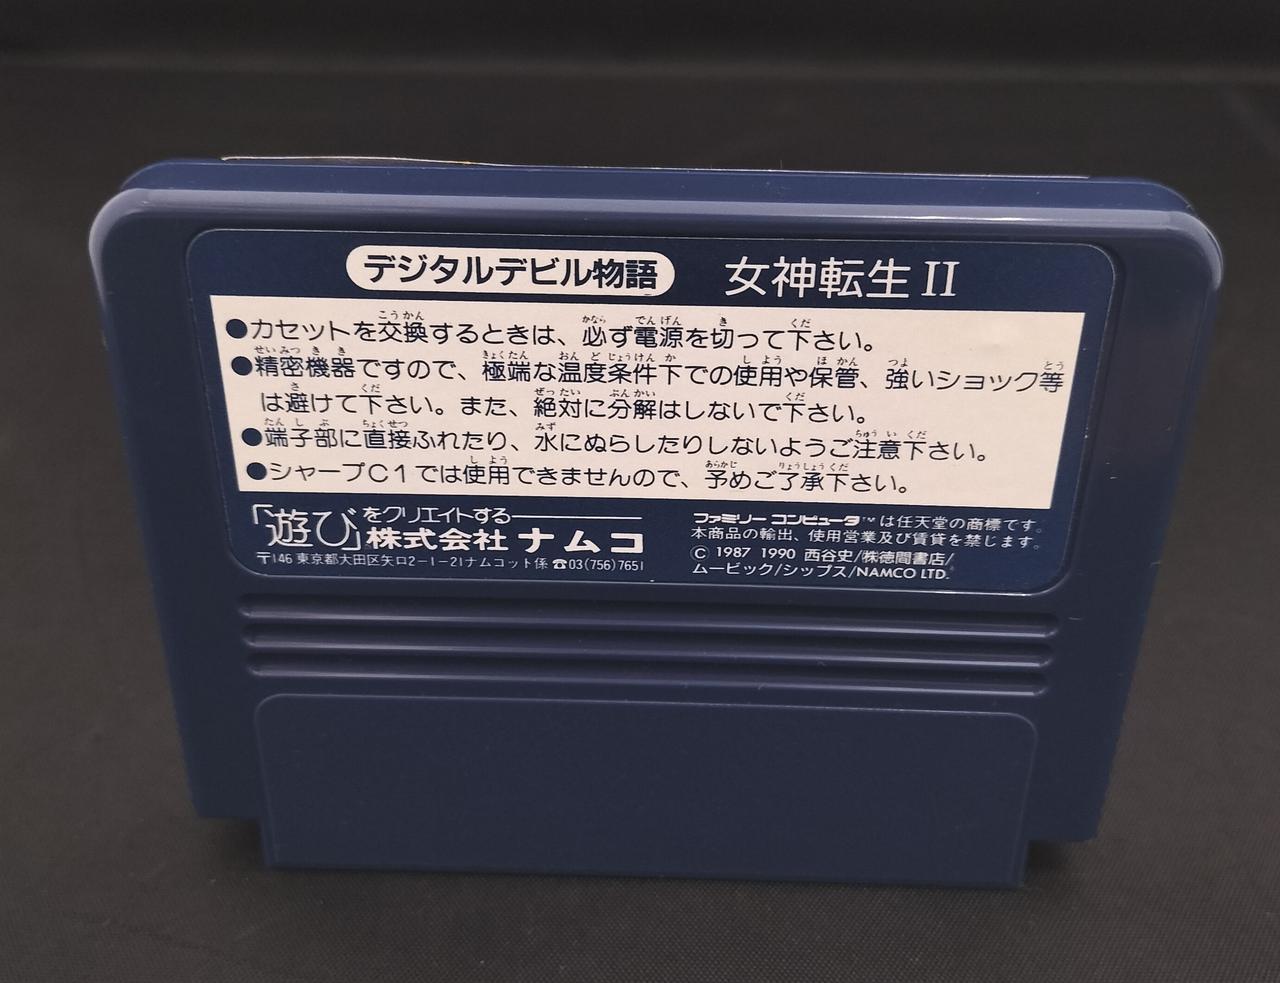 デジタルデビル物語 女神転生II
●カセットを交換するときは、必ず電源を切って下さい。
●精密機器ですので、極端な温度条件下での使用や保管、強いショック等
は避けて下さい。また、絶対に分解はしないで下さい。
●端子部に直接ふれたり、水にぬらしたりしないようご注意下さい。
●シャープC1では使用できませんので、予めご了承下さい。
「遊び」をクリエイトする
株式会社ナムコ
〒146 東京都大田区矢口2-1-21ナムコット係 ☎03(756)7651
ファミリーコンピュータ™は任天堂の商標です。
本商品の輸出、使用営業及び賃貸を禁じます。
© 1987 1990 西谷史/㈱徳間書店/
ムービック/シップス/NAMCO LTD.